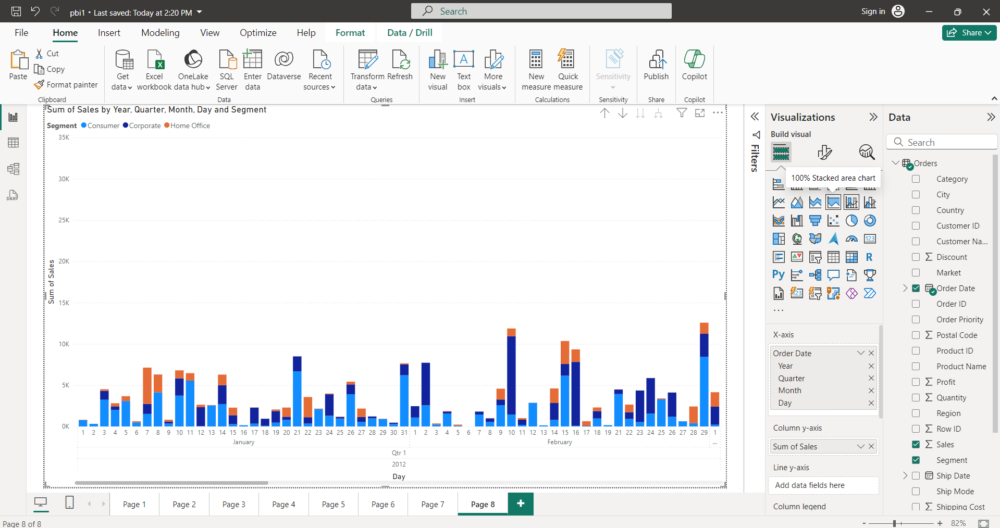 pbi1 • Last saved: Today at 2:20 PM
Search
Sign in
File Home Insert Modeling View Optimize Help Format Data / Drill
Share
Paste
Cut
Copy
Format painter
Clipboard
Get data
Excel workbook
OneLake data hub
SQL Server
Enter data
Dataverse
Recent sources
Data
Transform data
Refresh
Queries
New visual
Text box
A
More visuals
Insert
New measure
Quick measure
Calculations
Sensitivity
Sensitivity
Publish
Share
Copilot
Copilot
DAX
Sum of Sales by Year, Quarter, Month, Day and Segment
Segment Consumer Corporate Home Office
35K
30K
25K
20K
15K
10K
5K
0K
Sum of Sales
1 2 3 4 5 6 7 8 9 10 11 12 13 14 15 16 17 18 19 20 21 22 23 24 25 26 27 28 29 30 31 1 2 3 4 5 6 7 8 9 10 11 12 13 14 15 16 17 18 19 20 21 22 23 24 25 26 27 28 29 1
January February ...
Qtr 1
2012
Day
Filters
Visualizations
Build visual
100% Stacked area chart
123
R
Py
123
...
X-axis
Order Date
Year
Quarter
Month
Day
Column y-axis
Sum of Sales
Line y-axis
Add data fields here
Column legend
Data
Search
Orders
Category
City
Country
Customer ID
Customer Na...
Discount
Market
Order Date
Order ID
Order Priority
Postal Code
Product ID
Product Name
Profit
Quantity
Region
Row ID
Sales
Segment
Ship Date
Ship Mode
Shipping Cost
Page 1 Page 2 Page 3 Page 4 Page 5 Page 6 Page 7 Page 8 +
Page 8 of 8
- + 82%